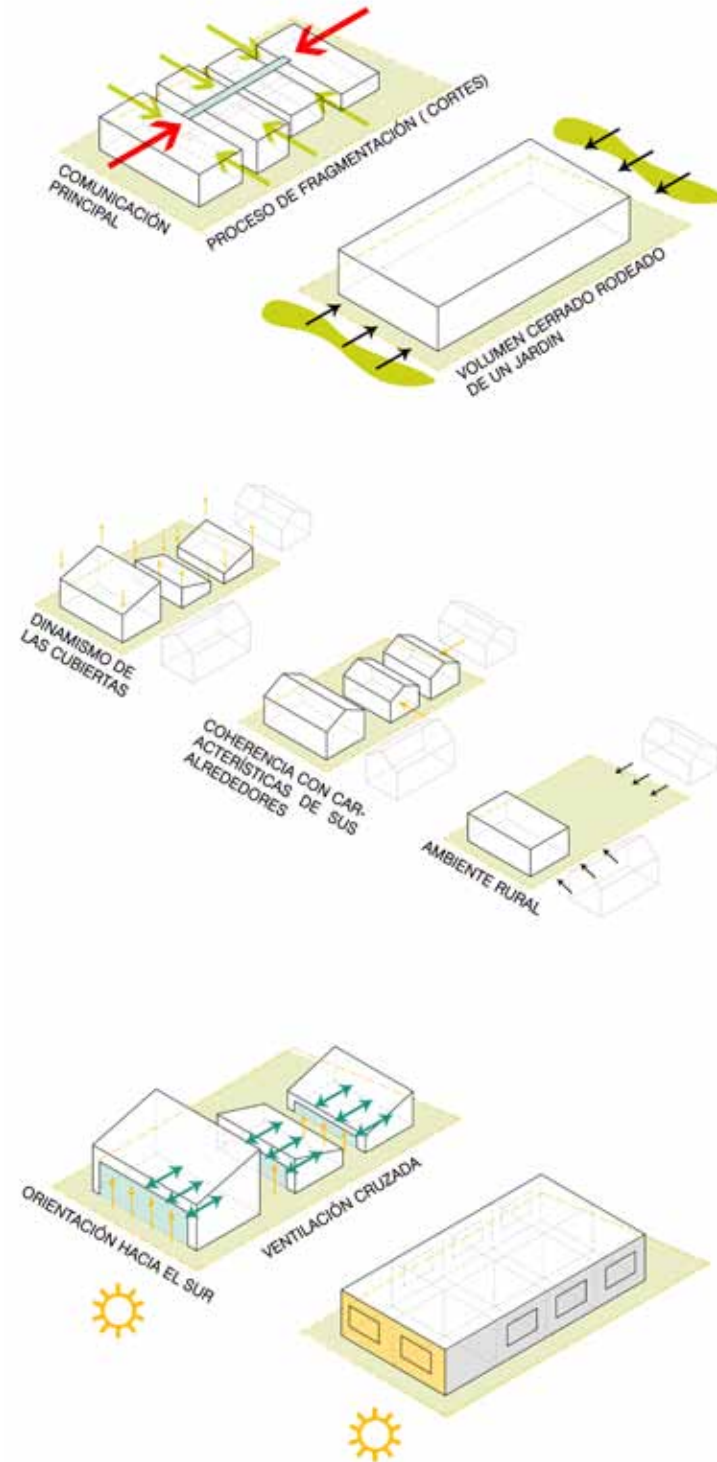 COMUNICACIÓN
PRINCIPAL
PROCESO DE FRAGMENTACIÓN ( CORTES)
VOLUMEN CERRADO RODEADO
DE UN JARDIN
DINAMISMO DE
LAS CUBIERTAS
COHERENCIA CON CAR-
ACTERÍSTICAS DE SUS
ALREDEDORES
AMBIENTE RURAL
ORIENTACIÓN HACIA EL SUR
VENTILACIÓN CRUZADA